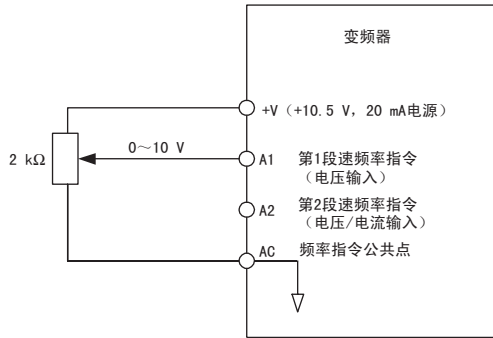 变频器
+V（+10.5 V，20 mA电源）
2 kΩ
0～10 V
A1 第1段速频率指令
（电压输入）
A2 第2段速频率指令
（电压/电流输入）
AC 频率指令公共点